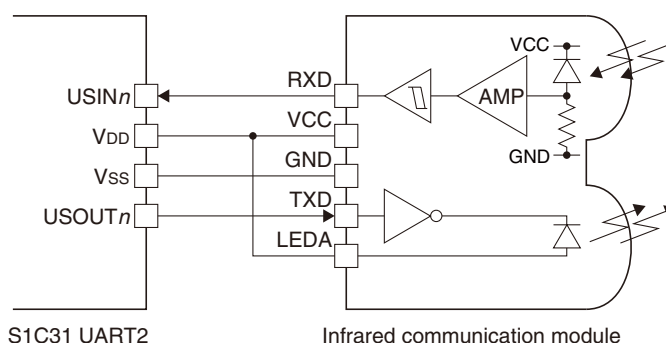 VCC
RXD
USINn
AMP
VCC
VDD
GND
GND
VSS
TXD
USOUTn
LEDA
S1C31 UART2
Infrared communication module